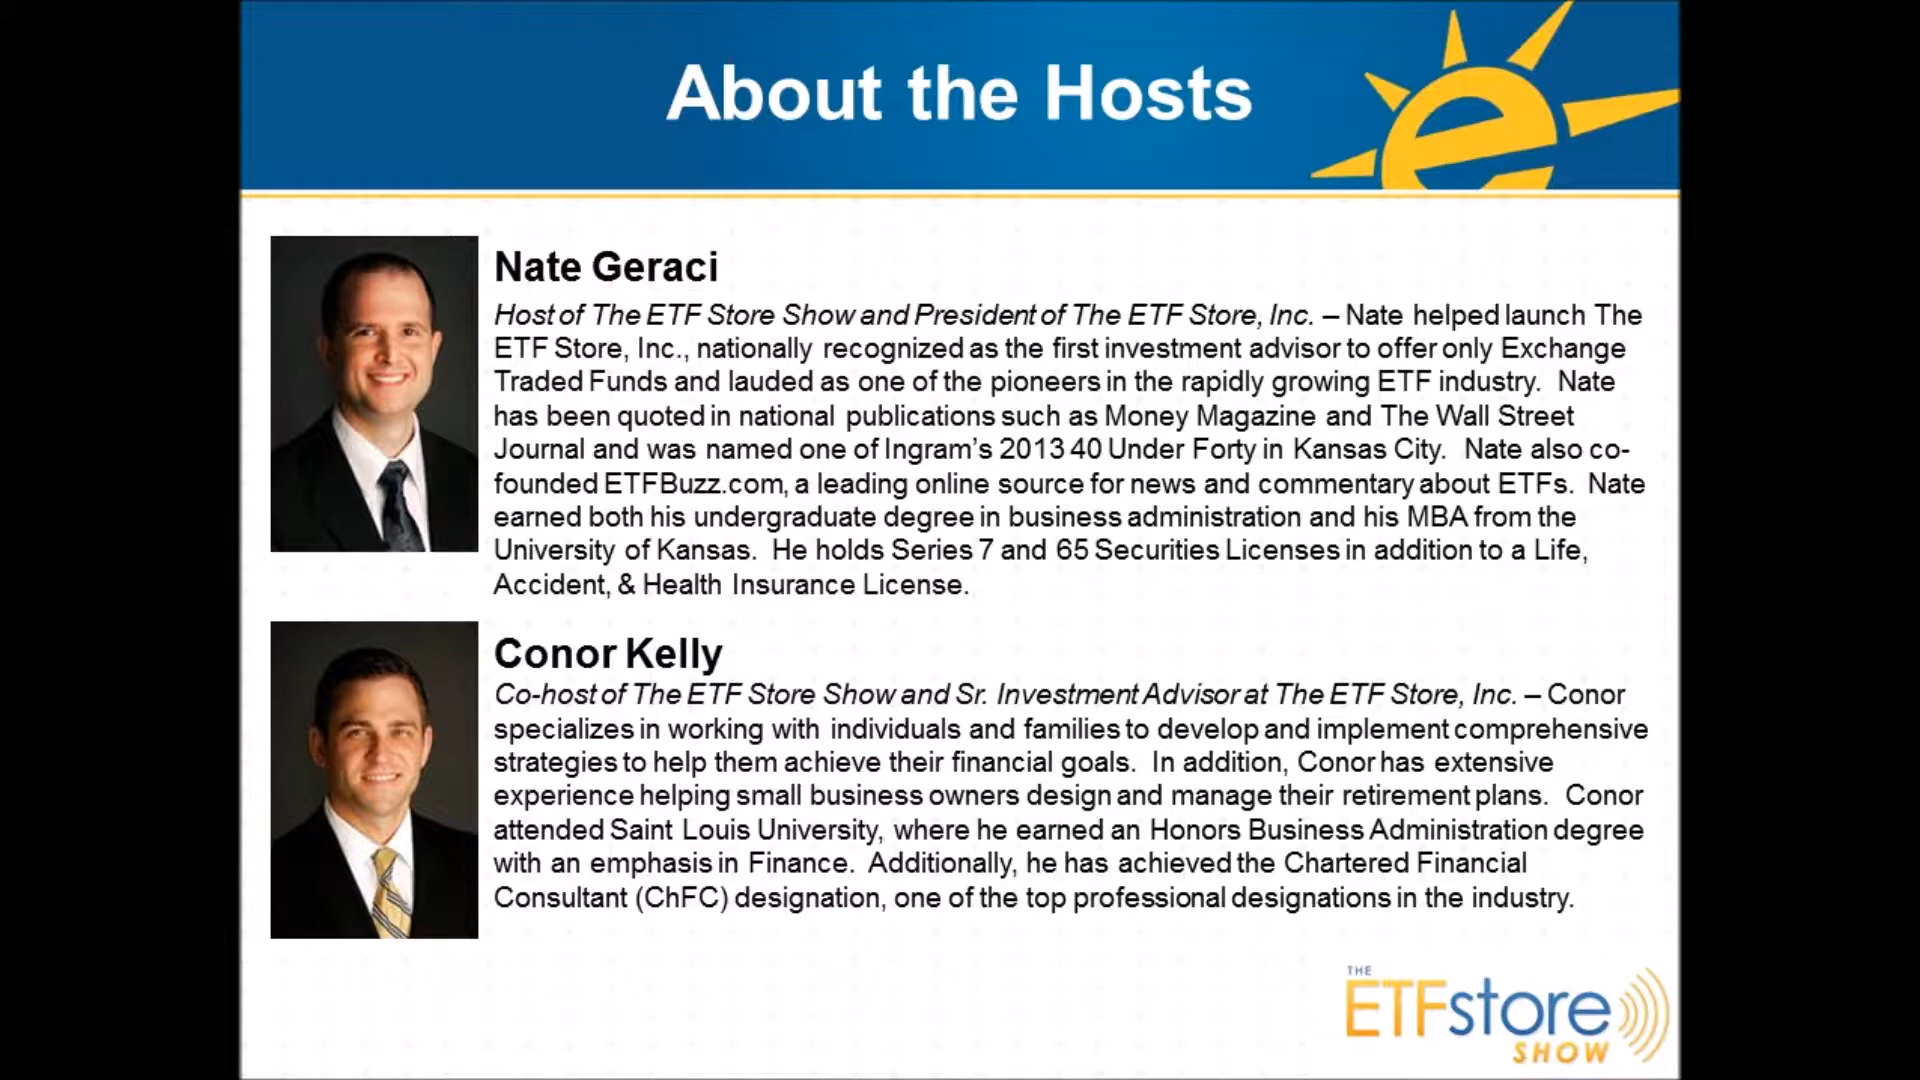 About the Hosts
Nate Geraci
Host of The ETF Store Show and President of The ETF Store, Inc. – Nate helped launch The
ETF Store, Inc., nationally recognized as the first investment advisor to offer only Exchange
Traded Funds and lauded as one of the pioneers in the rapidly growing ETF industry.  Nate
has been quoted in national publications such as Money Magazine and The Wall Street
Journal and was named one of Ingram’s 2013 40 Under Forty in Kansas City.  Nate also co-
founded ETFBuzz.com, a leading online source for news and commentary about ETFs.  Nate
earned both his undergraduate degree in business administration and his MBA from the
University of Kansas.  He holds Series 7 and 65 Securities Licenses in addition to a Life,
Accident, & Health Insurance License.
Conor Kelly
Co-host of The ETF Store Show and Sr. Investment Advisor at The ETF Store, Inc. – Conor
specializes in working with individuals and families to develop and implement comprehensive
strategies to help them achieve their financial goals.  In addition, Conor has extensive
experience helping small business owners design and manage their retirement plans.  Conor
attended Saint Louis University, where he earned an Honors Business Administration degree
with an emphasis in Finance.  Additionally, he has achieved the Chartered Financial
Consultant (ChFC) designation, one of the top professional designations in the industry.
THE
ETFstore
SHOW